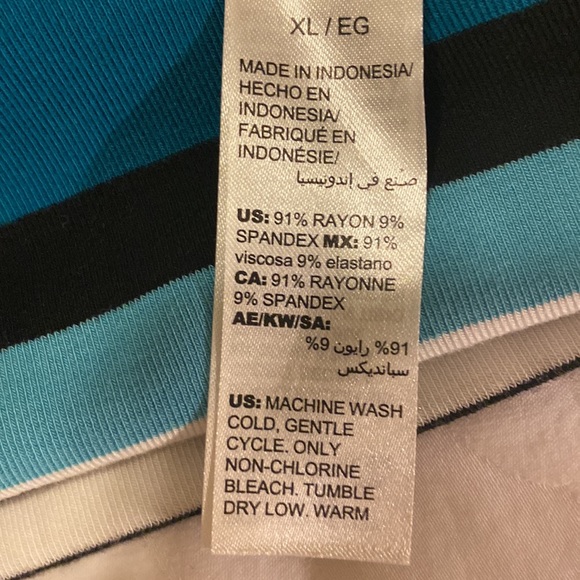 XL / EG
MADE IN INDONESIA/
HECHO EN
INDONESIA/
FABRIQUÉ EN
INDONÉSIE/
صنع في اندونيسيا
US: 91% RAYON 9%
SPANDEX MX: 91%
viscosa 9% elastano
CA: 91% RAYONNE
9% SPANDEX
AE/KW/SA:
%91 رايون 9%
سبانديكس
US: MACHINE WASH
COLD, GENTLE
CYCLE. ONLY
NON-CHLORINE
BLEACH. TUMBLE
DRY LOW. WARM